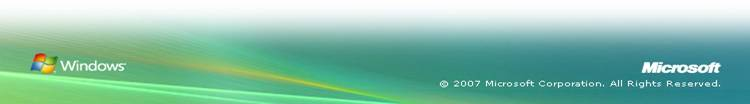 Windows
Microsoft
© 2007 Microsoft Corporation. All Rights Reserved.